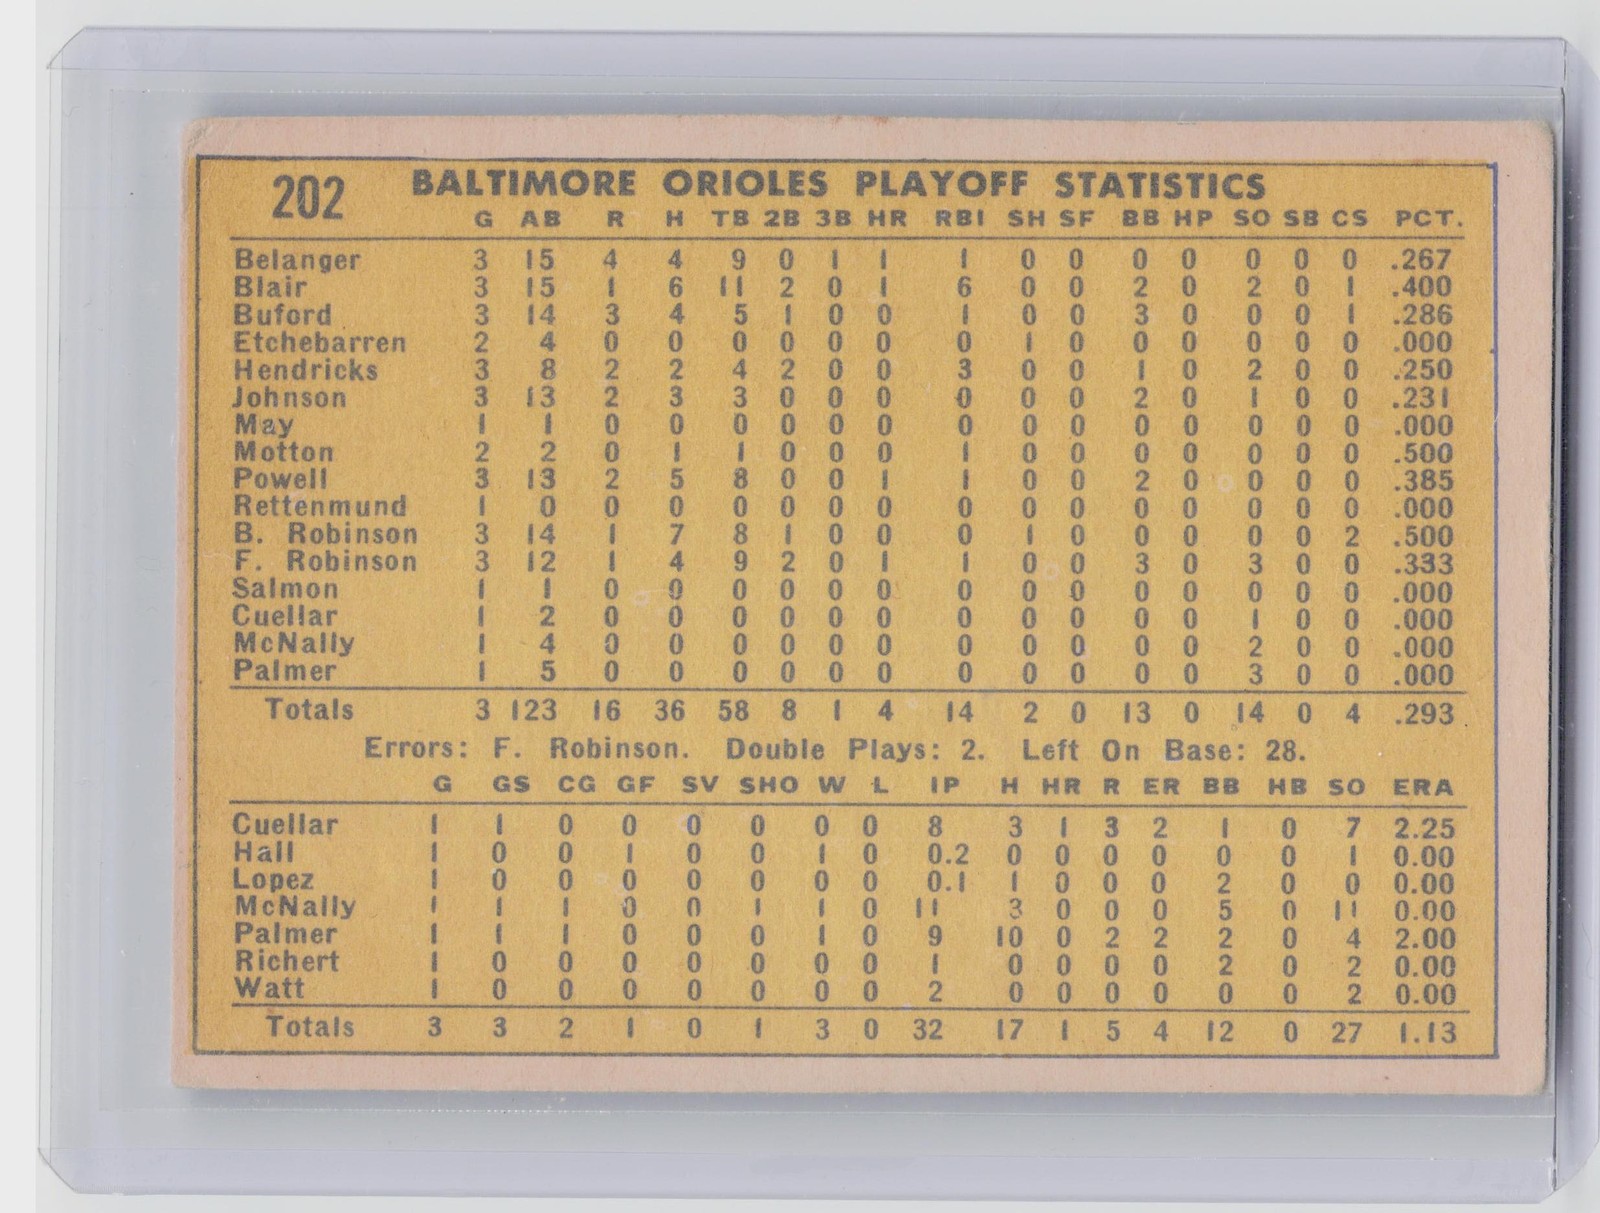 202 BALTIMORE ORIOLES PLAYOFF STATISTICS
G AB R H TB 2B 3B HR RBI SH SF BB HP SO SB CS PCT.
Belanger 3 15 4 4 9 0 1 1 1 0 0 0 0 0 0 0 .267
Blair 3 15 1 6 11 2 0 1 6 0 0 2 0 2 0 1 .400
Buford 3 14 3 4 5 1 0 0 1 0 0 3 0 0 0 1 .286
Etchebarren 2 4 0 0 0 0 0 0 0 1 0 0 0 0 0 0 .000
Hendricks 3 8 2 2 4 2 0 0 3 0 0 1 0 2 0 0 .250
Johnson 3 13 2 3 3 0 0 0 0 0 0 2 0 1 0 0 .231
May 1 1 0 0 0 0 0 0 0 0 0 0 0 0 0 0 .000
Motton 2 2 0 1 1 0 0 0 1 0 0 0 0 0 0 0 .500
Powell 3 13 2 5 8 0 0 1 1 0 0 2 0 0 0 0 .385
Rettenmund 1 0 0 0 0 0 0 0 0 0 0 0 0 0 0 0 .000
B. Robinson 3 14 1 7 8 1 0 0 0 1 0 0 0 0 0 2 .500
F. Robinson 3 12 1 4 9 2 0 1 1 0 0 3 0 3 0 0 .333
Salmon 1 1 0 0 0 0 0 0 0 0 0 0 0 0 0 0 .000
Cuellar 1 2 0 0 0 0 0 0 0 0 0 0 0 1 0 0 .000
McNally 1 4 0 0 0 0 0 0 0 0 0 0 0 2 0 0 .000
Palmer 1 5 0 0 0 0 0 0 0 0 0 0 0 3 0 0 .000
Totals 3 123 16 36 58 8 1 4 14 2 0 13 0 14 0 4 .293
Errors: F. Robinson. Double Plays: 2. Left On Base: 28.
G GS CG GF SV SHO W L IP H HR R ER BB HB SO ERA
Cuellar 1 1 0 0 0 0 0 0 8 3 1 3 2 1 0 7 2.25
Hall 1 0 0 1 0 0 1 0 0.2 0 0 0 0 0 0 1 0.00
Lopez 1 0 0 0 0 0 0 0 0.1 1 0 0 0 2 0 0 0.00
McNally 1 1 1 0 0 1 1 0 11 3 0 0 0 5 0 11 0.00
Palmer 1 1 1 0 0 0 1 0 9 10 0 2 2 2 0 4 2.00
Richert 1 0 0 0 0 0 0 0 1 0 0 0 0 2 0 2 0.00
Watt 1 0 0 0 0 0 0 0 2 0 0 0 0 0 0 2 0.00
Totals 3 3 2 1 0 1 3 0 32 17 1 5 4 12 0 27 1.13